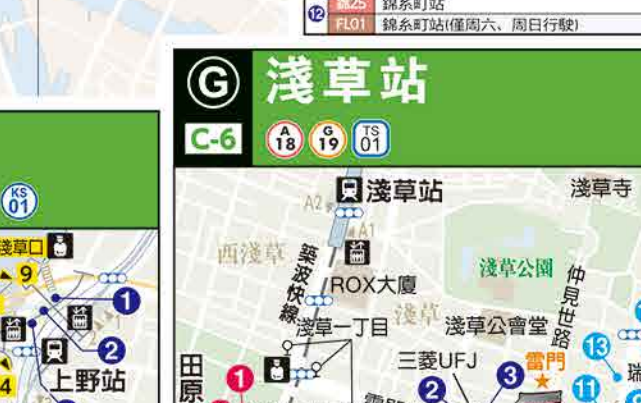 錦25 錦糸町站
⑫
FL01 錦糸町站(僅周六、周日行駛)
G 淺草站
C-6 A 18 G 19 TS 01
KS 01
淺草口
9
1
2
4
上野站
淺草站
A2
A1
淺草寺
西淺草
築波快線
ROX大廈
淺草公園
仲見世路
淺草一丁目
淺草
淺草公會堂
田原
1
三菱UFJ
雷門
13
瑞
2
3
11